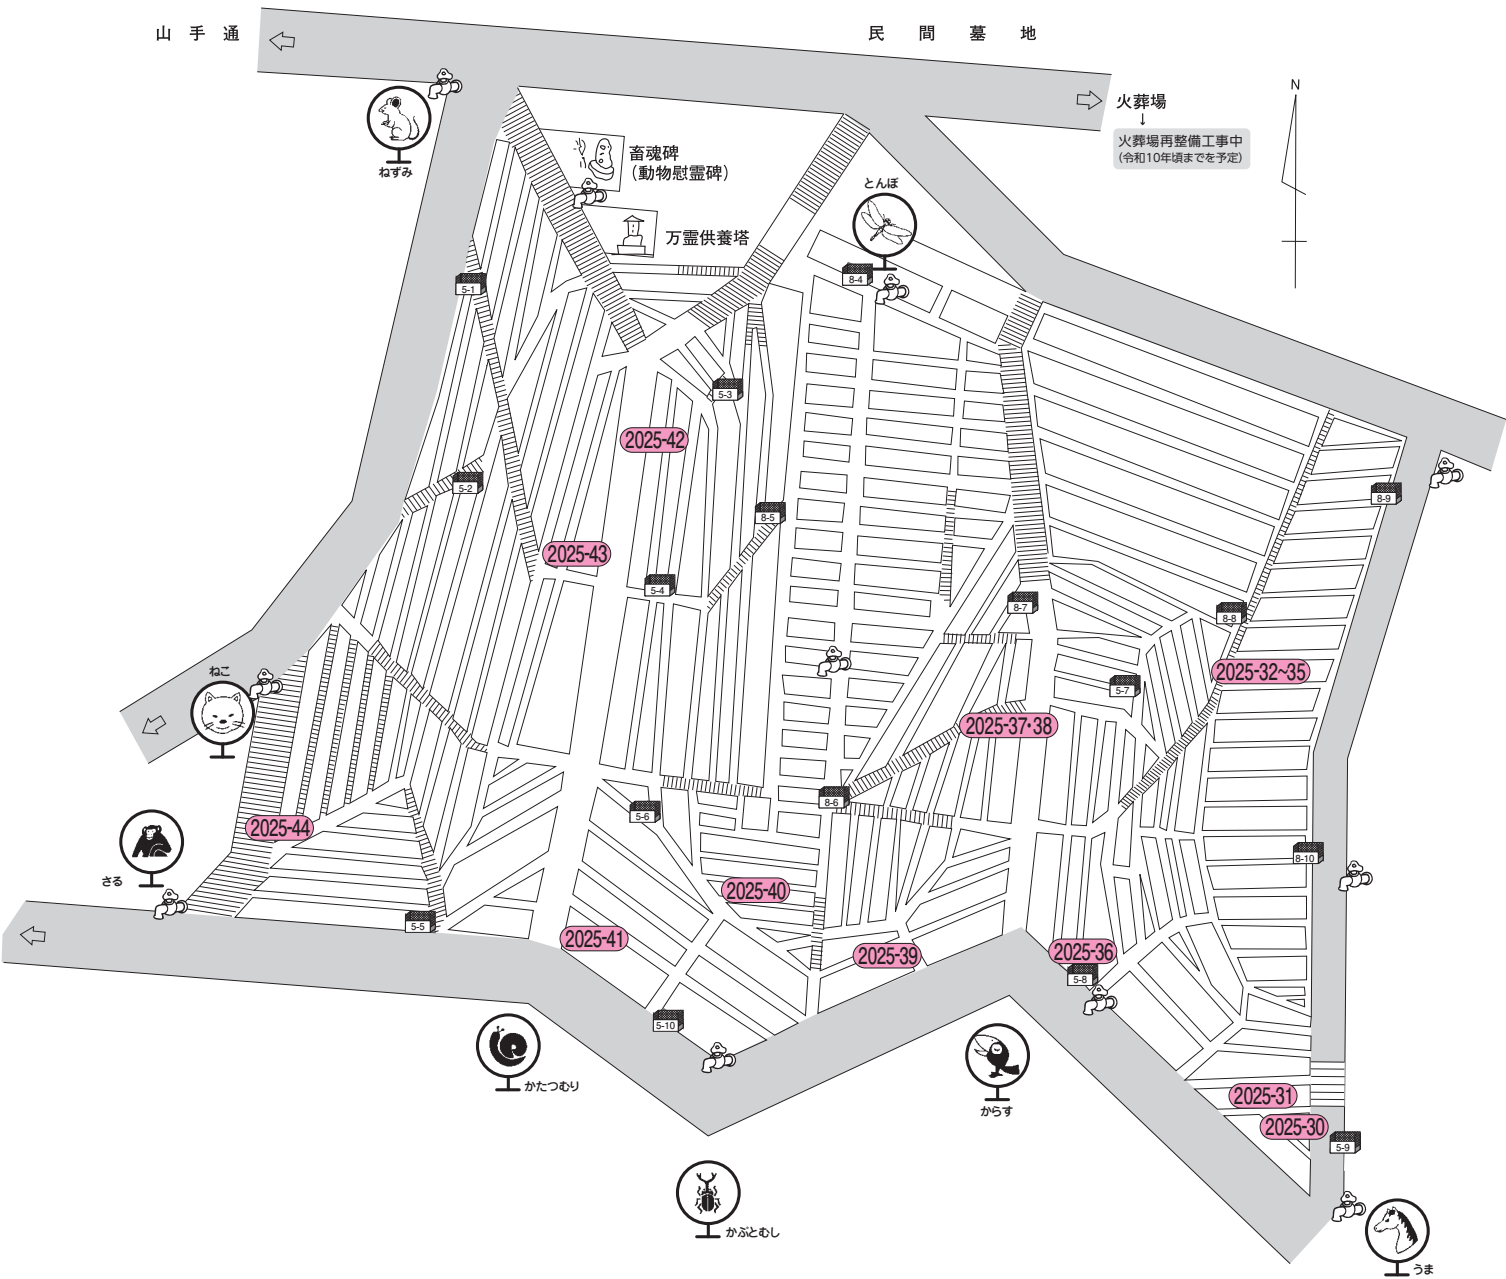 山手通
民間墓地
火葬場
↓
火葬場再整備工事中
(令和10年頃までを予定)
N
ねずみ
畜魂碑
(動物慰霊碑)
万霊供養塔
とんぼ
8-4
5-1
5-3
2025-42
5-2
8-5
8-9
2025-43
5-4
8-7
8-8
ねこ
2025-32~35
5-7
2025-37・38
8-6
5-6
2025-44
8-10
さる
2025-40
5-5
2025-41
2025-39
2025-36
5-8
5-10
かたつむり
からす
2025-31
2025-30
5-9
かぶとむし
うま